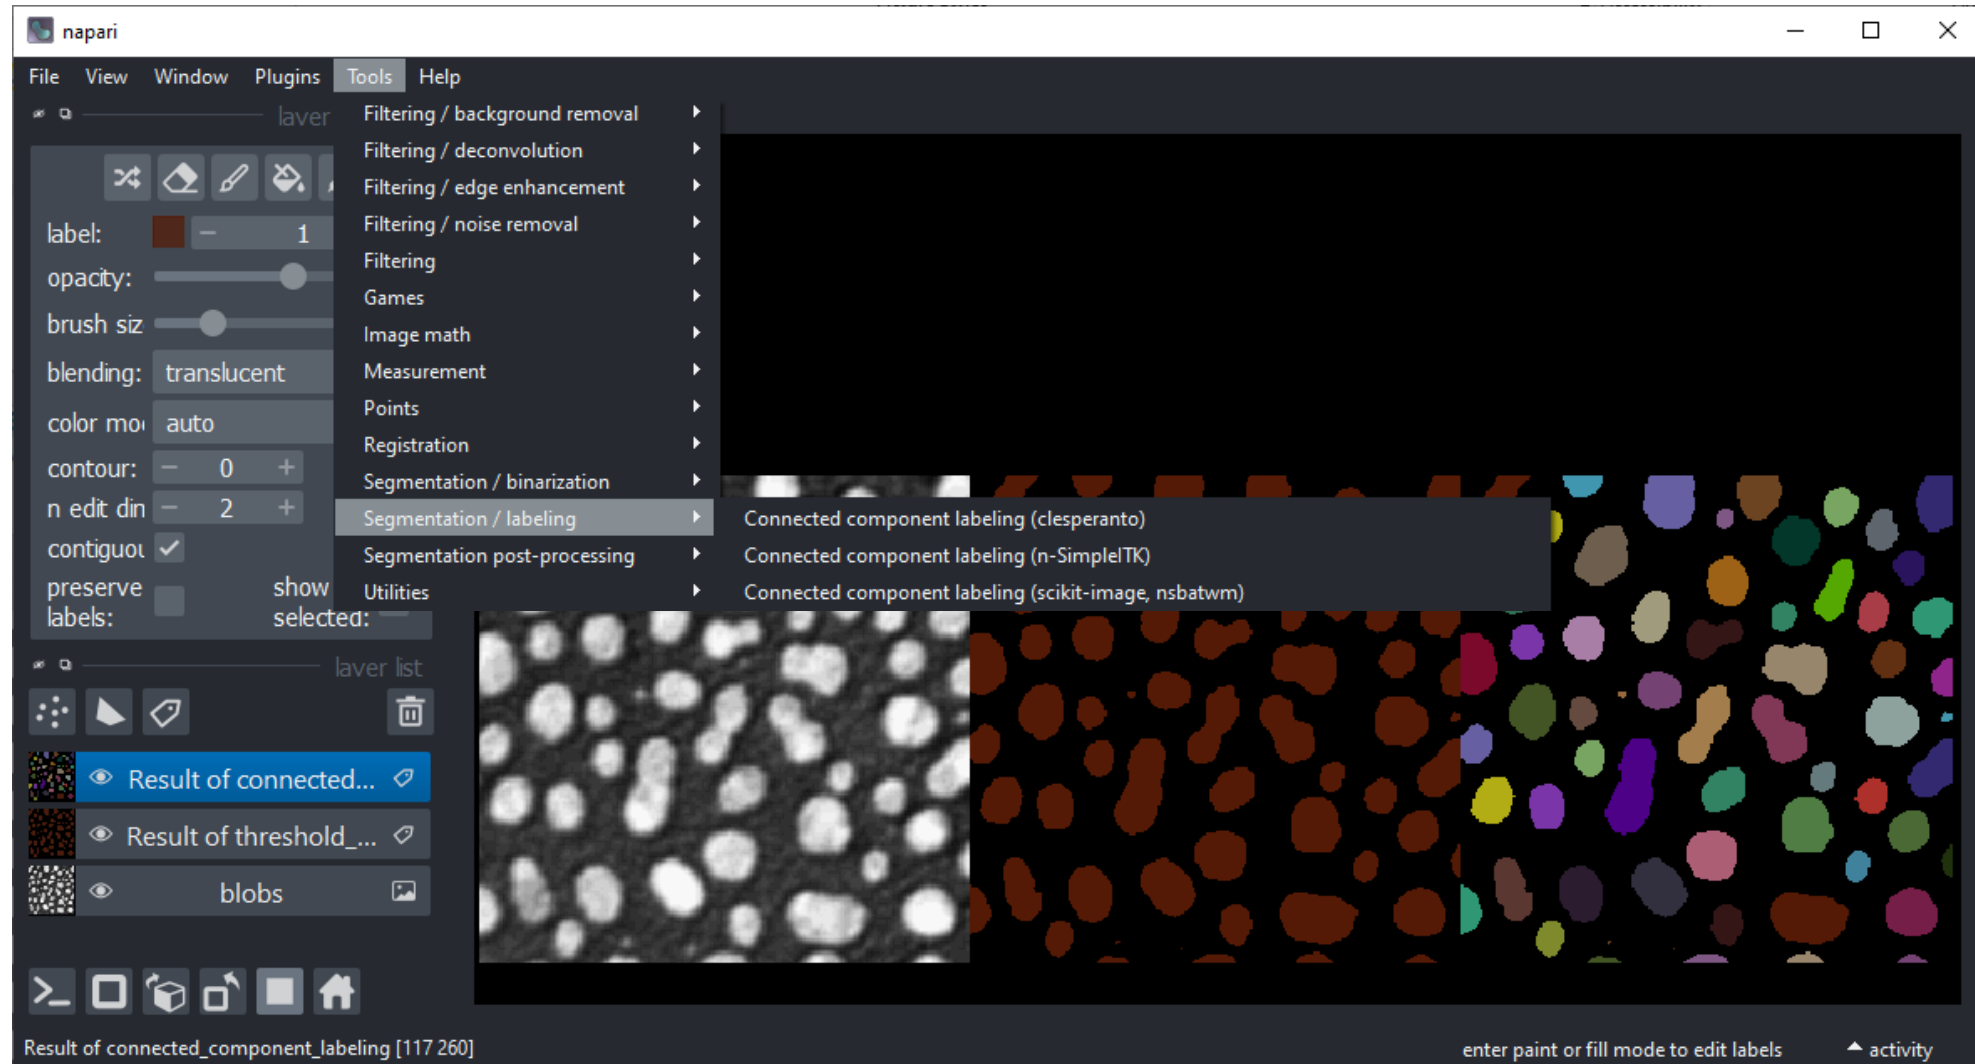 napari
File View Window Plugins Tools Help
Filtering / background removal
Filtering / deconvolution
Filtering / edge enhancement
Filtering / noise removal
Filtering
Games
Image math
Measurement
Points
Registration
Segmentation / binarization
Segmentation / labeling
Segmentation post-processing
Utilities
Connected component labeling (clesperanto)
Connected component labeling (n-SimpleITK)
Connected component labeling (scikit-image, nsbatwm)
layer
label: 1
opacity:
brush siz
blending: translucent
color mo auto
contour: 0
n edit din 2
contiguou
preserve labels:
show selected:
layer list
Result of connected...
Result of threshold_...
blobs
Result of connected_component_labeling [117 260]
enter paint or fill mode to edit labels
activity